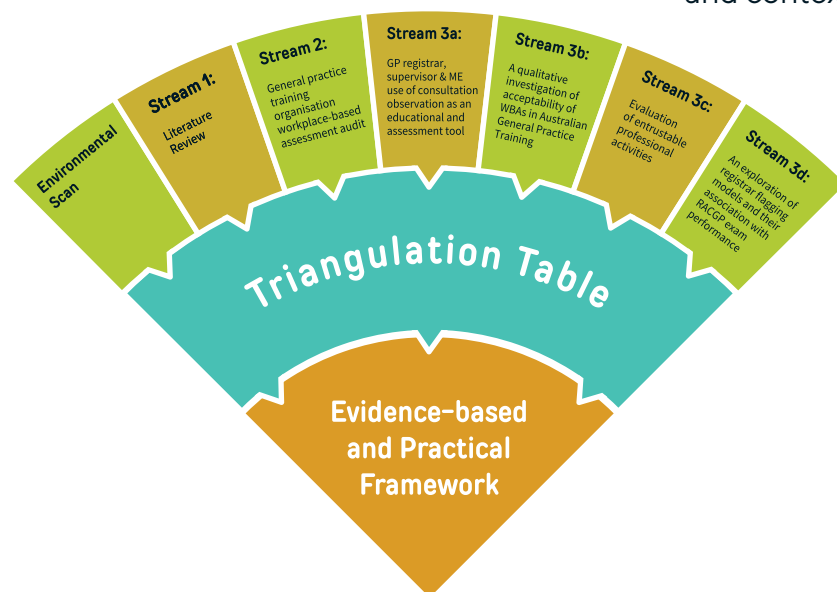 and contex
Environmental
Scan
Stream 1:
Literature
Review
Stream 2:
General practice
training
organisation
workplace-based
assessment audit
Stream 3a:
GP registrar,
supervisor & ME
use of consultation
observation as an
educational and
assessment tool
Stream 3b:
A qualitative
investigation of
acceptability of
WBAs in Australian
General Practice
Training
Stream 3c:
Evaluation
of entrustable
professional
activities
Stream 3d:
An exploration of
registrar flagging
models and their
association with
RACGP exam
performance
Triangulation Table
Evidence-based
and Practical
Framework